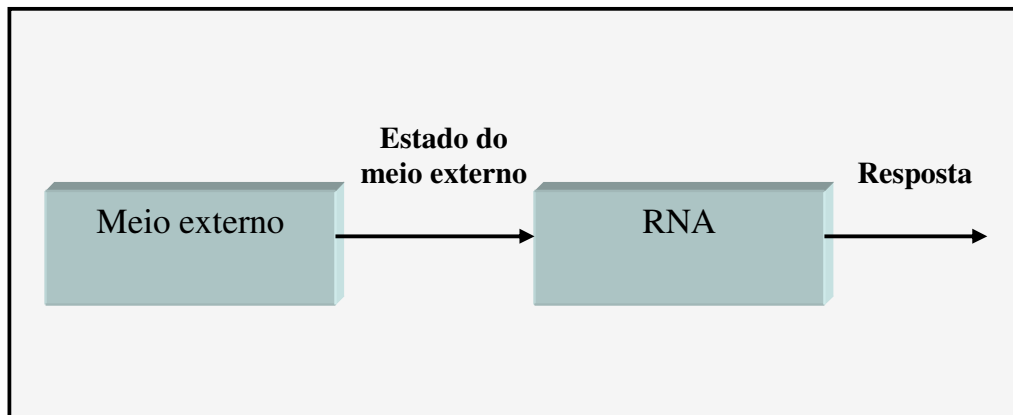 Estado do
meio externo
Resposta
Meio externo
RNA